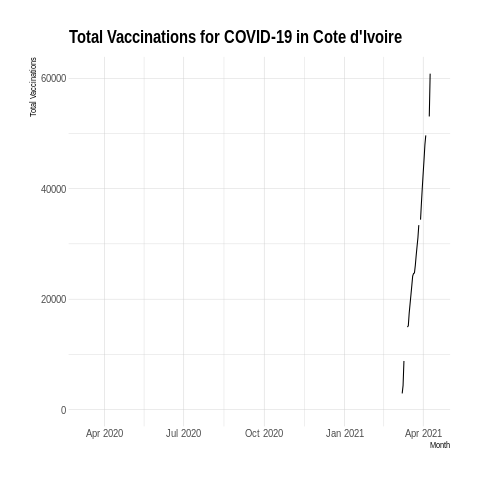 Total Vaccinations for COVID-19 in Cote d'Ivoire
Total Vaccinations
60000
40000
20000
0
Apr 2020 Jul 2020 Oct 2020 Jan 2021 Apr 2021
Month